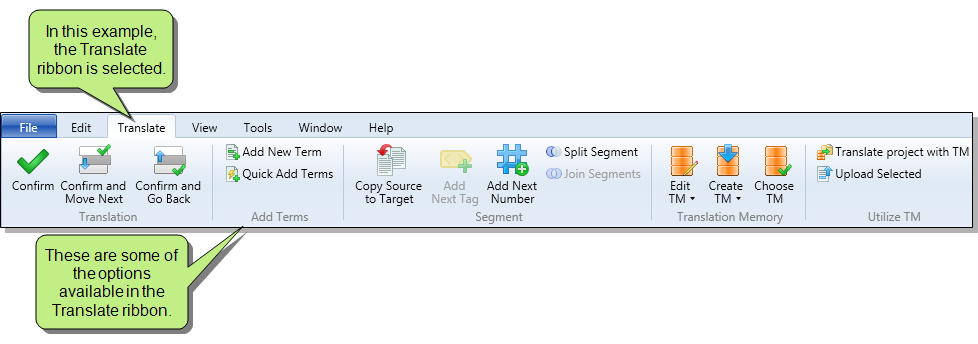 In this example,
the Translate
ribbon is selected.
File Edit Translate View Tools Window Help
Confirm
Confirm and
Move Next
Confirm and
Go Back
Translation
Add New Term
Quick Add Terms
Add Terms
Copy Source
to Target
Add
Next Tag
Add Next
Number
Split Segment
Join Segments
Segment
Edit
TM
Create
TM
Choose
TM
Translation Memory
Translate project with TM
Upload Selected
Utilize TM
These are some of
the options
available in the
Translate ribbon.